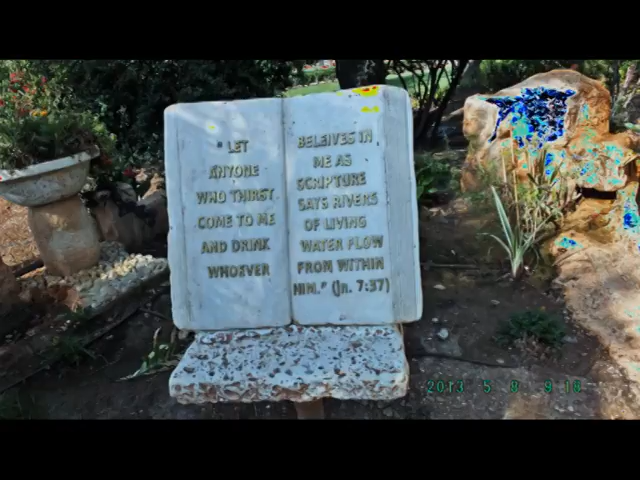 " LET
ANYONE
WHO THIRST
COME TO ME
AND DRINK
WHOEVER
BELEIVES IN
ME AS
SCRIPTURE
SAYS RIVERS
OF LIVING
WATER FLOW
FROM WITHIN
HIM." (Jn. 7:37)
2013 5 8 9 18